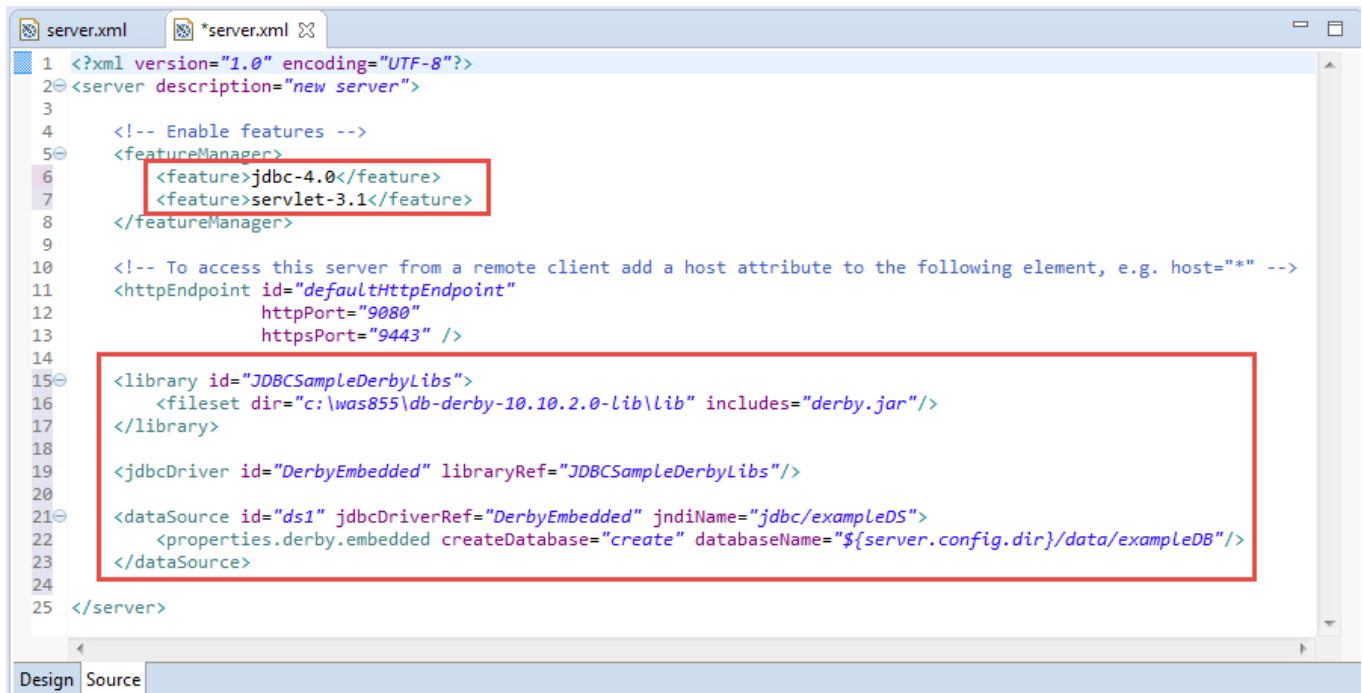 server.xml *server.xml
1 <?xml version="1.0" encoding="UTF-8"?>
2 <server description="new server">
3
4     <!-- Enable features -->
5     <featureManager>
6         <feature>jdbc-4.0</feature>
7         <feature>servlet-3.1</feature>
8     </featureManager>
9
10     <!-- To access this server from a remote client add a host attribute to the following element, e.g. host="*" -->
11     <httpEndpoint id="defaultHttpEndpoint"
12                   httpPort="9080"
13                   httpsPort="9443" />
14
15     <library id="JDBCSampleDerbyLibs">
16         <fileset dir="c:\was855\db-derby-10.10.2.0-lib\lib" includes="derby.jar"/>
17     </library>
18
19     <jdbcDriver id="DerbyEmbedded" libraryRef="JDBCSampleDerbyLibs"/>
20
21     <dataSource id="ds1" jdbcDriverRef="DerbyEmbedded" jndiName="jdbc/exampleDS">
22         <properties.derby.embedded createDatabase="create" databaseName="${server.config.dir}/data/exampleDB"/>
23     </dataSource>
24
25 </server>
Design Source